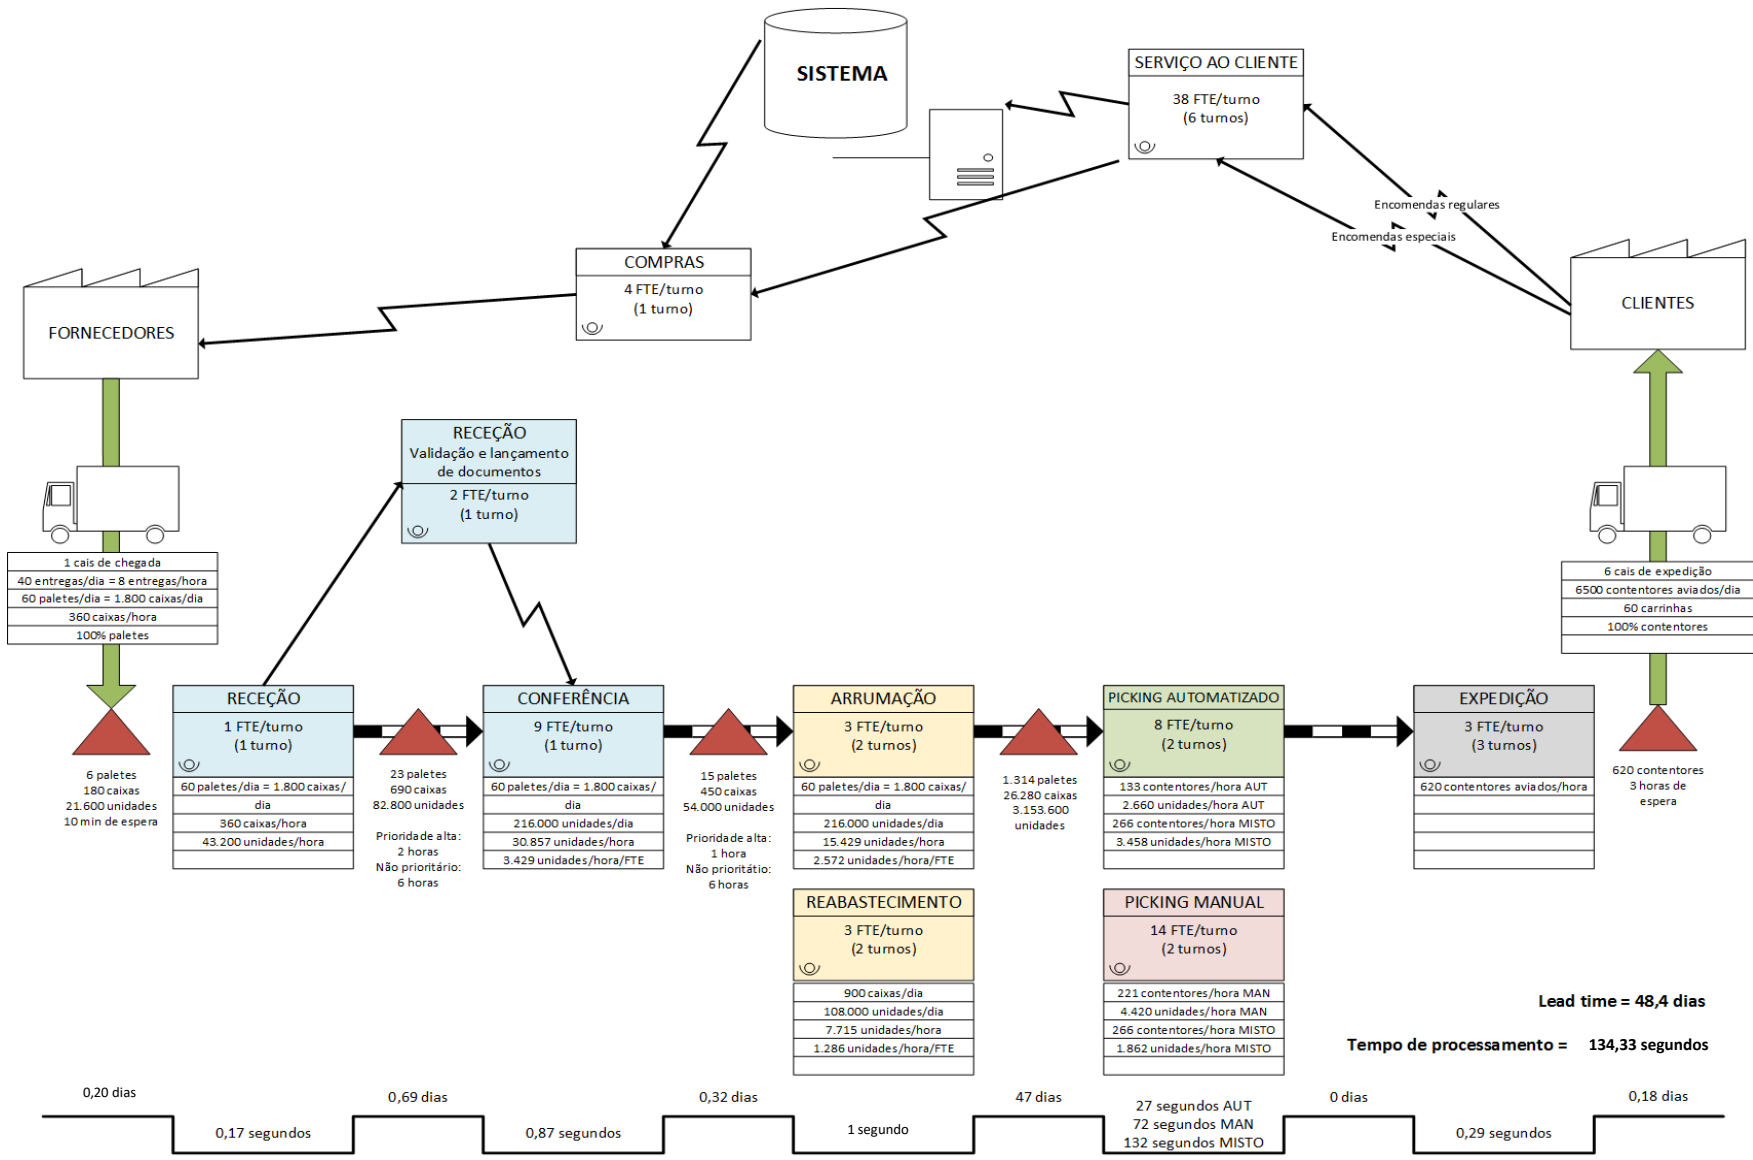 SISTEMA
SERVIÇO AO CLIENTE
38 FTE/turno
(6 turnos)
Encomendas regulares
Encomendas especiais
COMPRAS
4 FTE/turno
(1 turno)
FORNECEDORES
CLIENTES
RECEÇÃO
Validação e lançamento
de documentos
2 FTE/turno
(1 turno)
1 cais de chegada
40 entregas/dia = 8 entregas/hora
60 paletes/dia = 1.800 caixas/dia
360 caixas/hora
100% paletes
6 cais de expedição
6500 contentores aviados/dia
60 carrinhas
100% contentores
6 paletes
180 caixas
21.600 unidades
10 min de espera
RECEÇÃO
1 FTE/turno
(1 turno)
60 paletes/dia = 1.800 caixas/
dia
360 caixas/hora
43.200 unidades/hora
23 paletes
690 caixas
82.800 unidades
Prioridade alta:
2 horas
Não prioritário:
6 horas
CONFERÊNCIA
9 FTE/turno
(1 turno)
60 paletes/dia = 1.800 caixas/
dia
216.000 unidades/dia
30.857 unidades/hora
3.429 unidades/hora/FTE
15 paletes
450 caixas
54.000 unidades
Prioridade alta:
1 hora
Não prioritátio:
6 horas
ARRUMAÇÃO
3 FTE/turno
(2 turnos)
60 paletes/dia = 1.800 caixas/
dia
216.000 unidades/dia
15.429 unidades/hora
2.572 unidades/hora/FTE
1.314 paletes
26.280 caixas
3.153.600
unidades
PICKING AUTOMATIZADO
8 FTE/turno
(2 turnos)
133 contentores/hora AUT
2.660 unidades/hora AUT
266 contentores/hora MISTO
3.458 unidades/hora MISTO
EXPEDIÇÃO
3 FTE/turno
(3 turnos)
620 contentores aviados/hora
620 contentores
3 horas de
espera
REABASTECIMENTO
3 FTE/turno
(2 turnos)
900 caixas/dia
108.000 unidades/dia
7.715 unidades/hora
1.286 unidades/hora/FTE
PICKING MANUAL
14 FTE/turno
(2 turnos)
221 contentores/hora MAN
4.420 unidades/hora MAN
266 contentores/hora MISTO
1.862 unidades/hora MISTO
Lead time = 48,4 dias
Tempo de processamento = 134,33 segundos
0,20 dias
0,17 segundos
0,69 dias
0,87 segundos
0,32 dias
1 segundo
47 dias
27 segundos AUT
72 segundos MAN
132 segundos MISTO
0 dias
0,29 segundos
0,18 dias